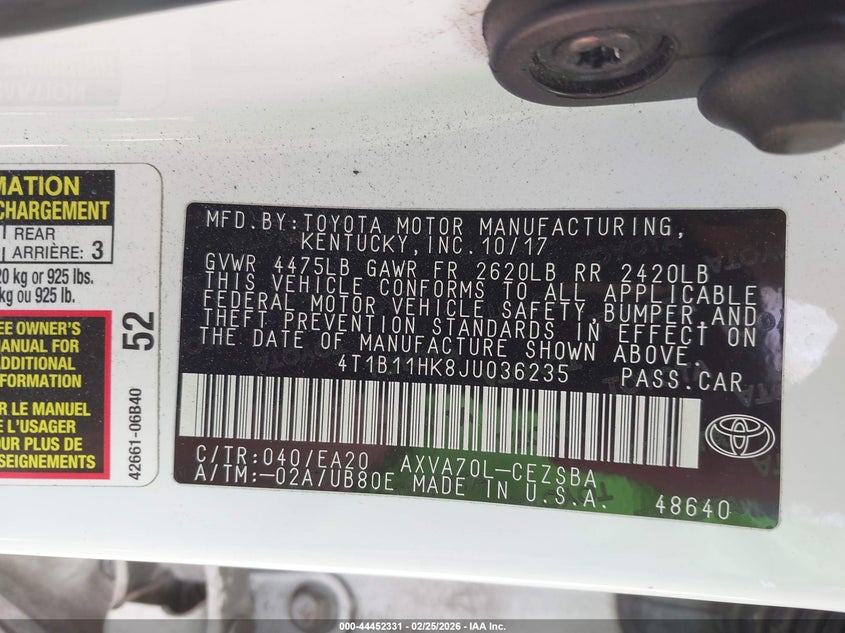 MATION
CHARGEMENT
REAR
ARRIÈRE: 3
20 kg or 925 lbs.
kg ou 925 lb.
EE OWNER'S
MANUAL FOR
ADDITIONAL
INFORMATION
IR LE MANUEL
E L'USAGER
OUR PLUS DE
NSEIGNEMENTS
52
42661-06B40
MFD. BY: TOYOTA MOTOR MANUFACTURING,
KENTUCKY, INC. 10/17
GVWR 4475LB GAWR FR 2620LB RR 2420LB
THIS VEHICLE CONFORMS TO ALL APPLICABLE
FEDERAL MOTOR VEHICLE SAFETY, BUMPER, AND
THEFT PREVENTION STANDARDS IN EFFECT ON
THE DATE OF MANUFACTURE SHOWN ABOVE.
4T1B11HK8JU036235 PASS.CAR
C/TR: 040/EA20 AXVA70L-CEZSBA
A/TM: -02A/UB80E MADE IN U.S.A.
48640
000-44452331 - 02/25/2026 - IAA Inc.